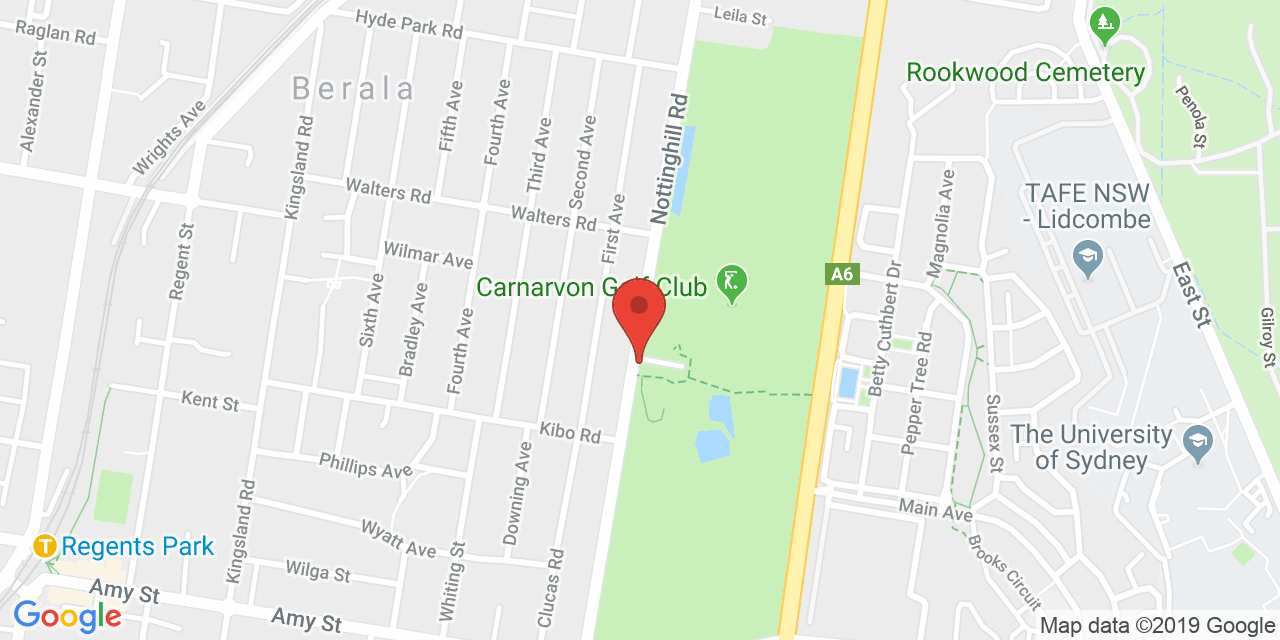 Leila St
Hyde Park Rd
Raglan Rd
Rookwood Cemetery
Berala
Alexander St
Wrights Ave
Fifth Ave
Fourth Ave
Third Ave
Second Ave
Nottinghill Rd
Penola St
Kingsland Rd
Walters Rd
Walters Rd
First Ave
Magnolia Ave
TAFE NSW
- Lidcombe
Regent St
Wilmar Ave
A6
Carnarvon Golf Club
Betty Cuthbert Dr
East St
Sixth Ave
Bradley Ave
Fourth Ave
Gilroy St
Pepper Tree Rd
Sussex St
Kent St
Kibo Rd
The University
of Sydney
Phillips Ave
Downing Ave
Kingsland Rd
Main Ave
Wyatt Ave
Regents Park
T
Wilga St
Whiting St
Clucas Rd
Brooks Circuit
Amy St
Amy St
Google
Map data ©2019 Google